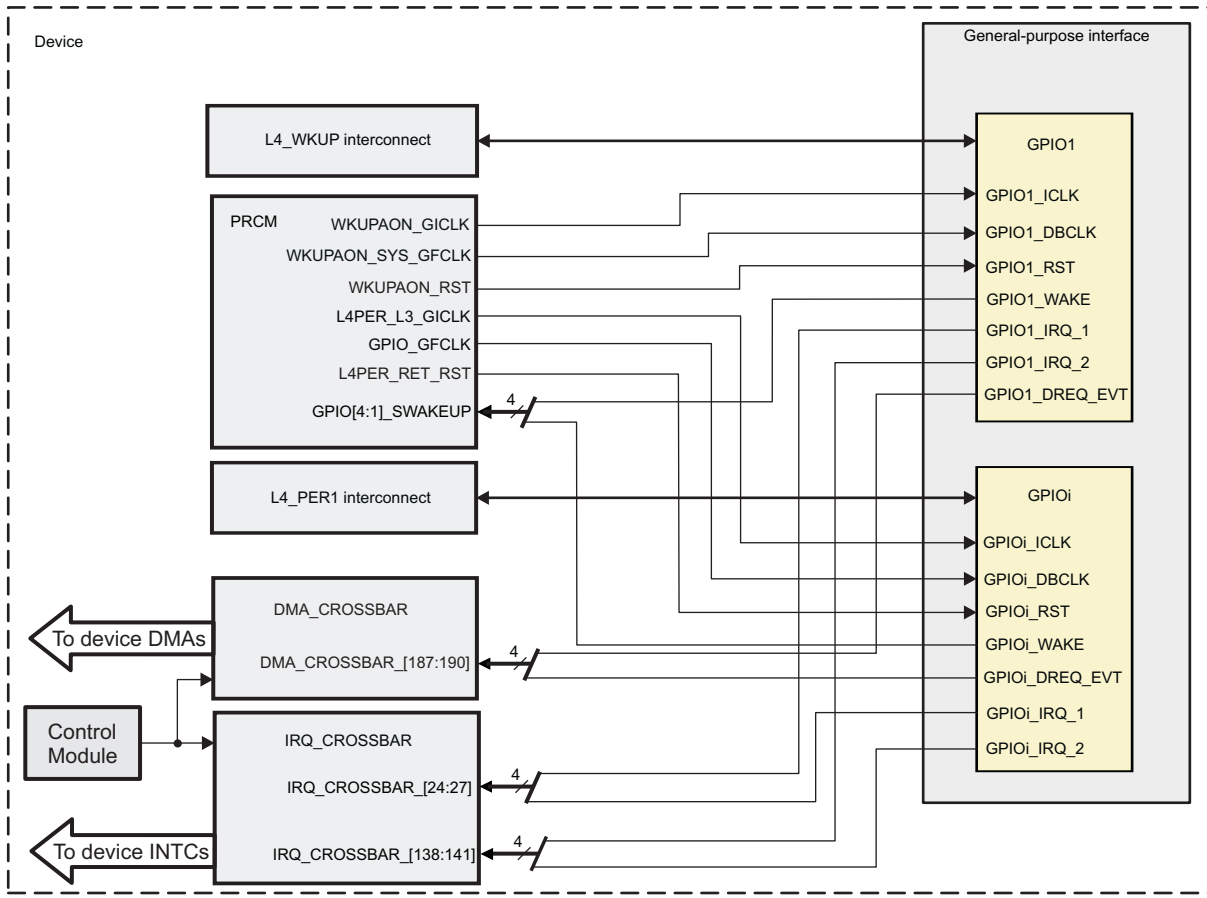 Device
General-purpose interface
L4_WKUP interconnect
GPIO1
PRCM
WKUPAON_GICLK
WKUPAON_SYS_GFCLK
WKUPAON_RST
L4PER_L3_GICLK
GPIO_GFCLK
L4PER_RET_RST
GPIO[4:1]_SWAKEUP
4
GPIO1_ICLK
GPIO1_DBCLK
GPIO1_RST
GPIO1_WAKE
GPIO1_IRQ_1
GPIO1_IRQ_2
GPIO1_DREQ_EVT
L4_PER1 interconnect
GPIOi
GPIOi_ICLK
GPIOi_DBCLK
GPIOi_RST
GPIOi_WAKE
GPIOi_DREQ_EVT
GPIOi_IRQ_1
GPIOi_IRQ_2
DMA_CROSSBAR
To device DMAs
DMA_CROSSBAR_[187:190]
4
Control
Module
IRQ_CROSSBAR
IRQ_CROSSBAR_[24:27]
4
To device INTCs
IRQ_CROSSBAR_[138:141]
4